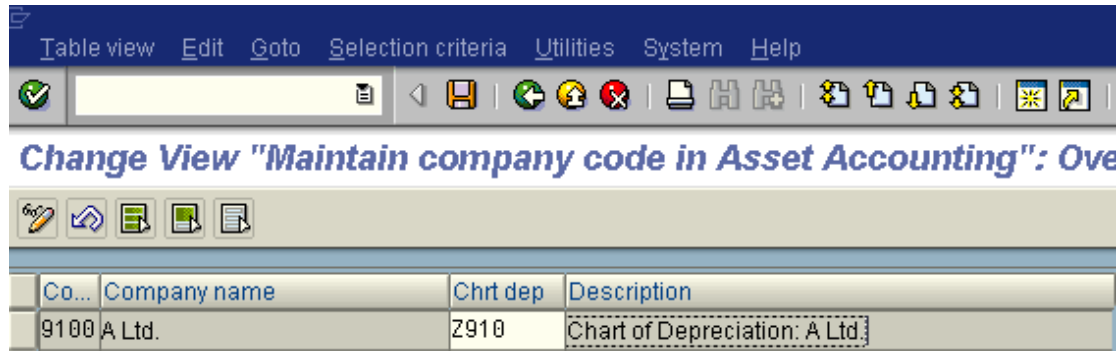 Table view Edit Goto Selection criteria Utilities System Help
Change View "Maintain company code in Asset Accounting": Ove
Co... Company name Chrt dep Description
9100 A Ltd. Z910 Chart of Depreciation: A Ltd.